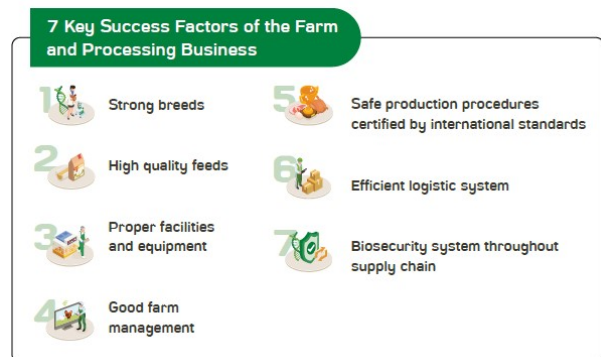 7 Key Success Factors of the Farm
and Processing Business
1
Strong breeds
2
High quality feeds
3
Proper facilities
and equipment
4
Good farm
management
5
Safe production procedures
certified by international standards
6
Efficient logistic system
7
Biosecurity system throughout
supply chain